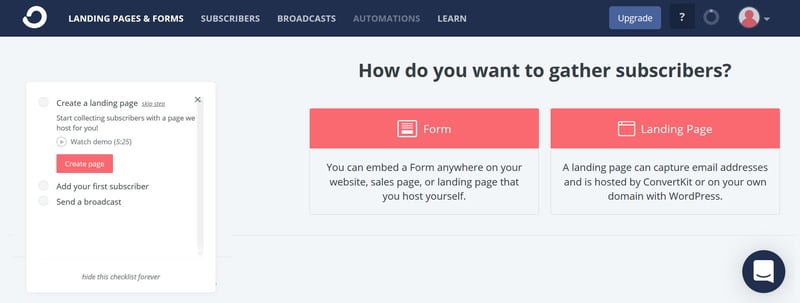 LANDING PAGES & FORMS SUBSCRIBERS BROADCASTS AUTOMATIONS LEARN Upgrade ?
How do you want to gather subscribers?
Create a landing page skip step
Start collecting subscribers with a page we
host for you!
Watch demo (5:25)
Create page
Add your first subscriber
Send a broadcast
hide this checklist forever
Form
You can embed a Form anywhere on your
website, sales page, or landing page that
you host yourself.
Landing Page
A landing page can capture email addresses
and is hosted by ConvertKit or on your own
domain with WordPress.